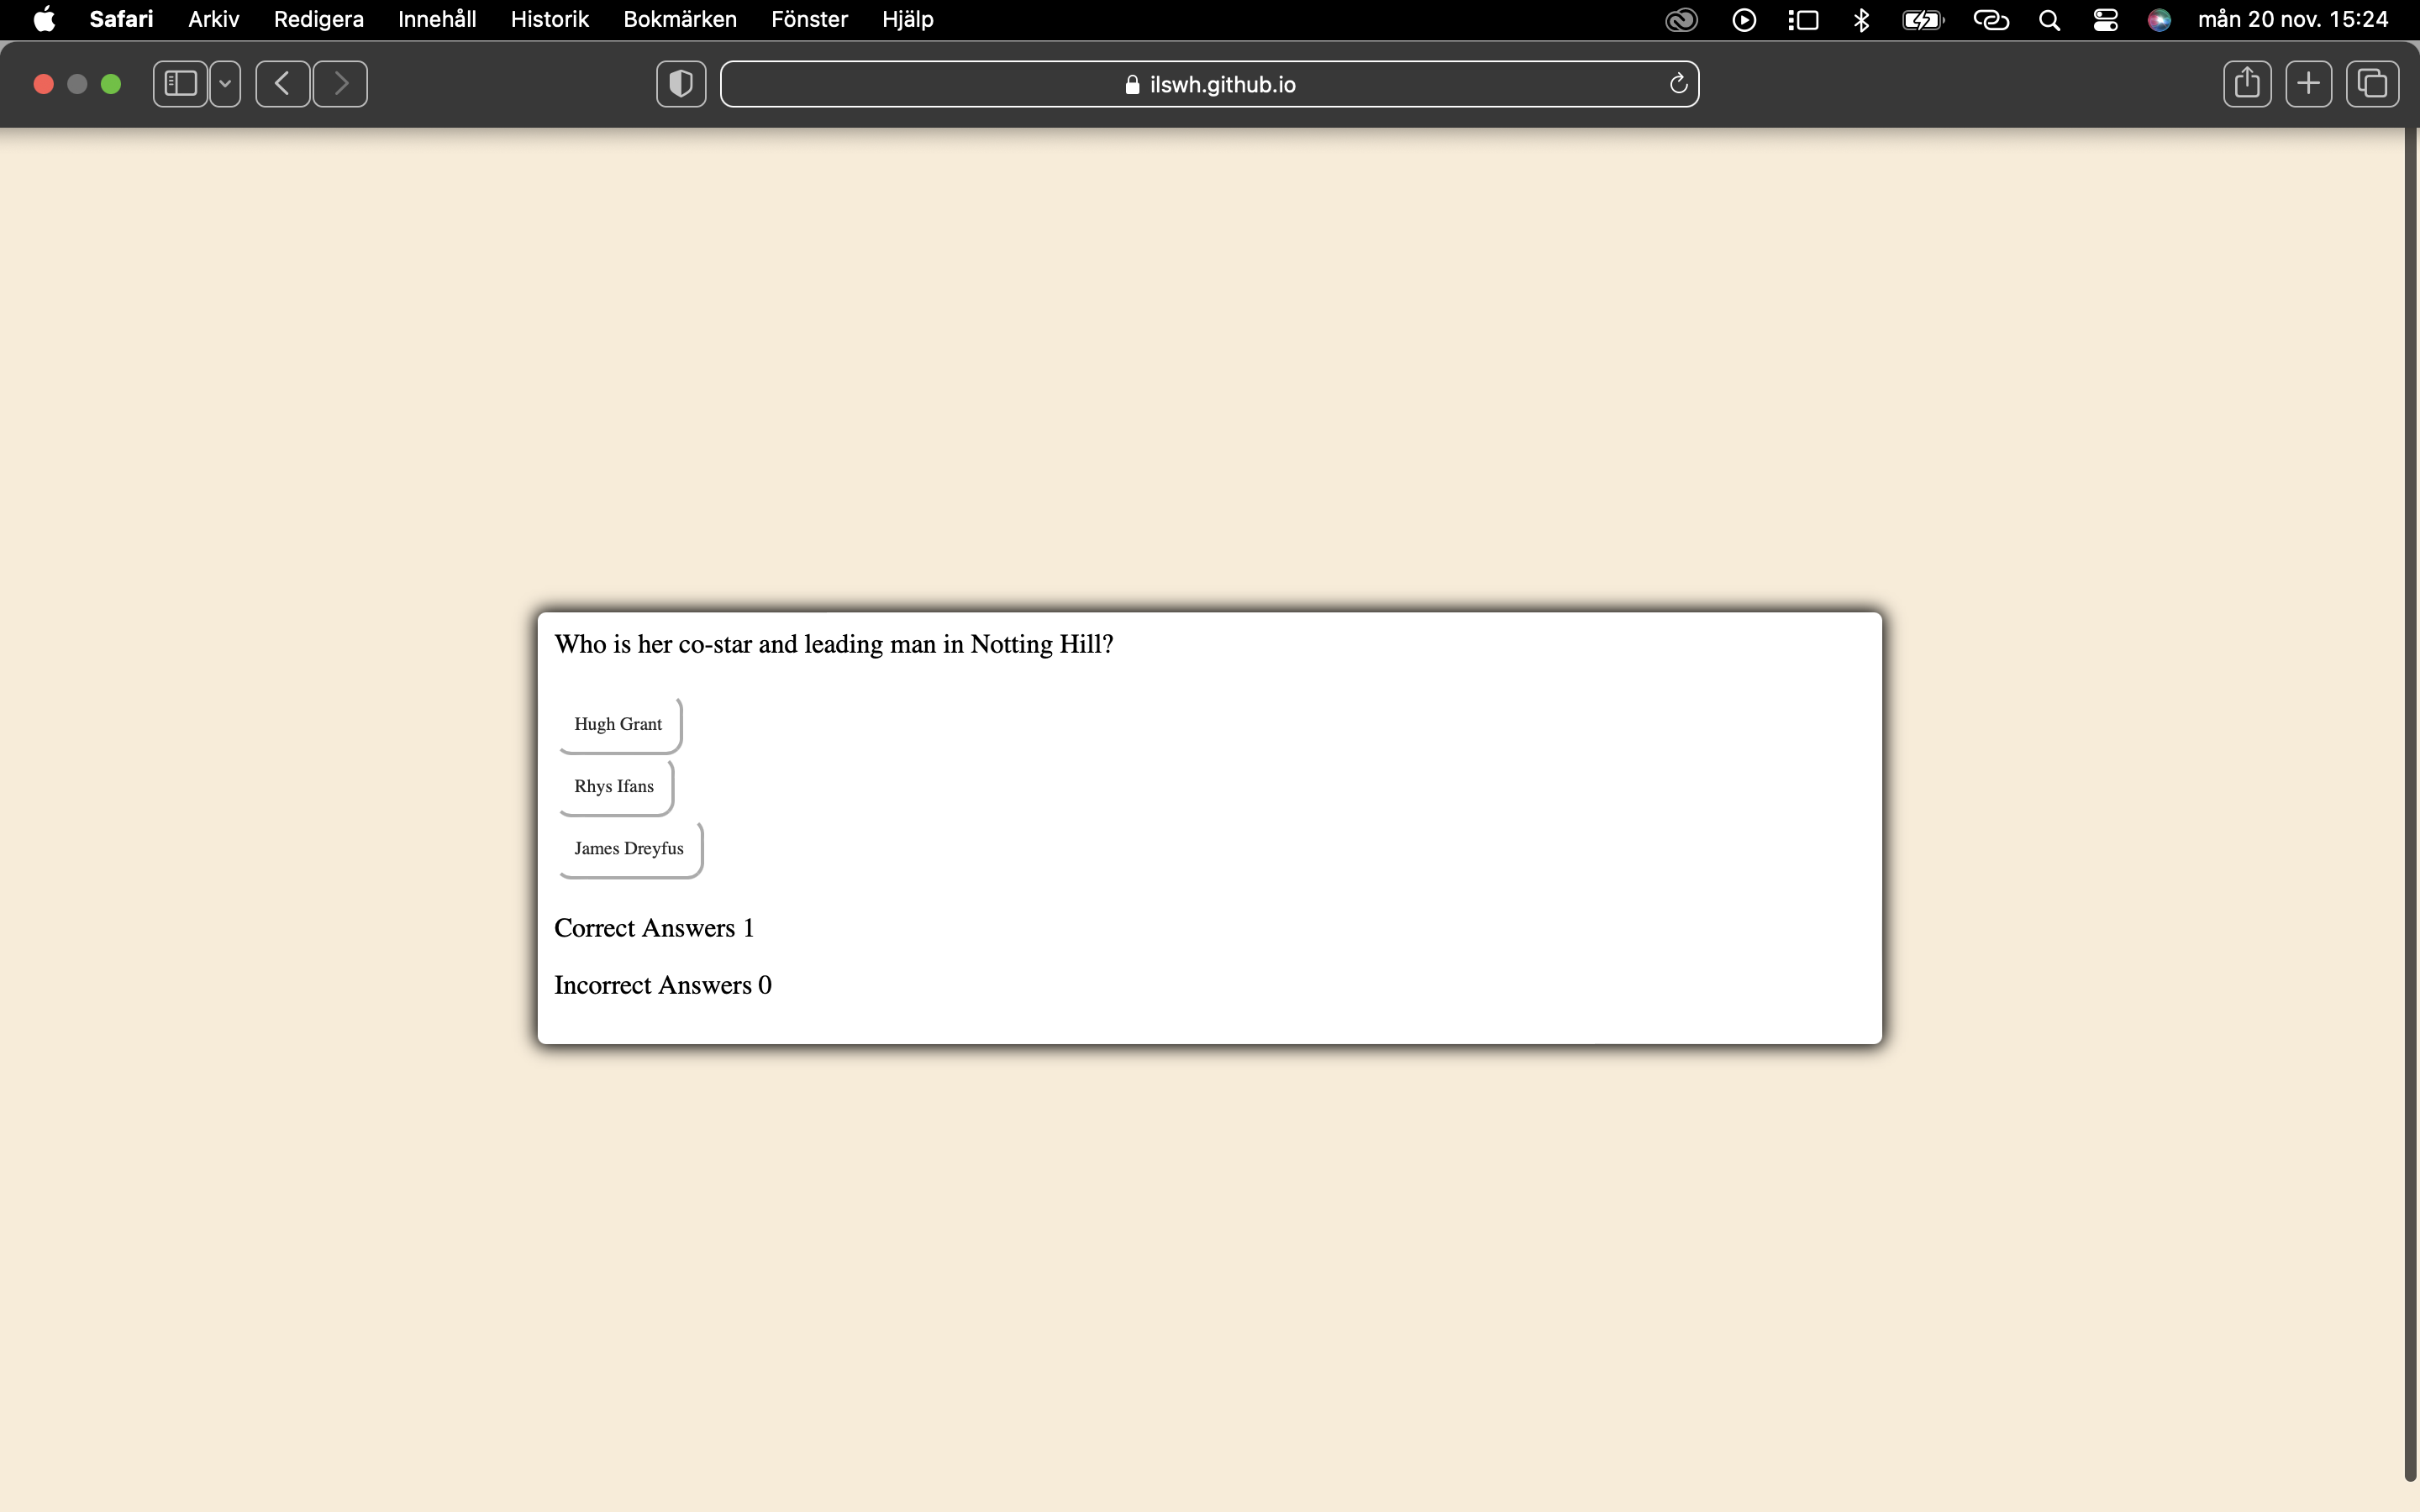 Safari Arkiv Redigera Innehåll Historik Bokmärken Fönster Hjälp mån 20 nov. 15:24
ilswh.github.io
Who is her co-star and leading man in Notting Hill?
Hugh Grant
Rhys Ifans
James Dreyfus
Correct Answers 1
Incorrect Answers 0